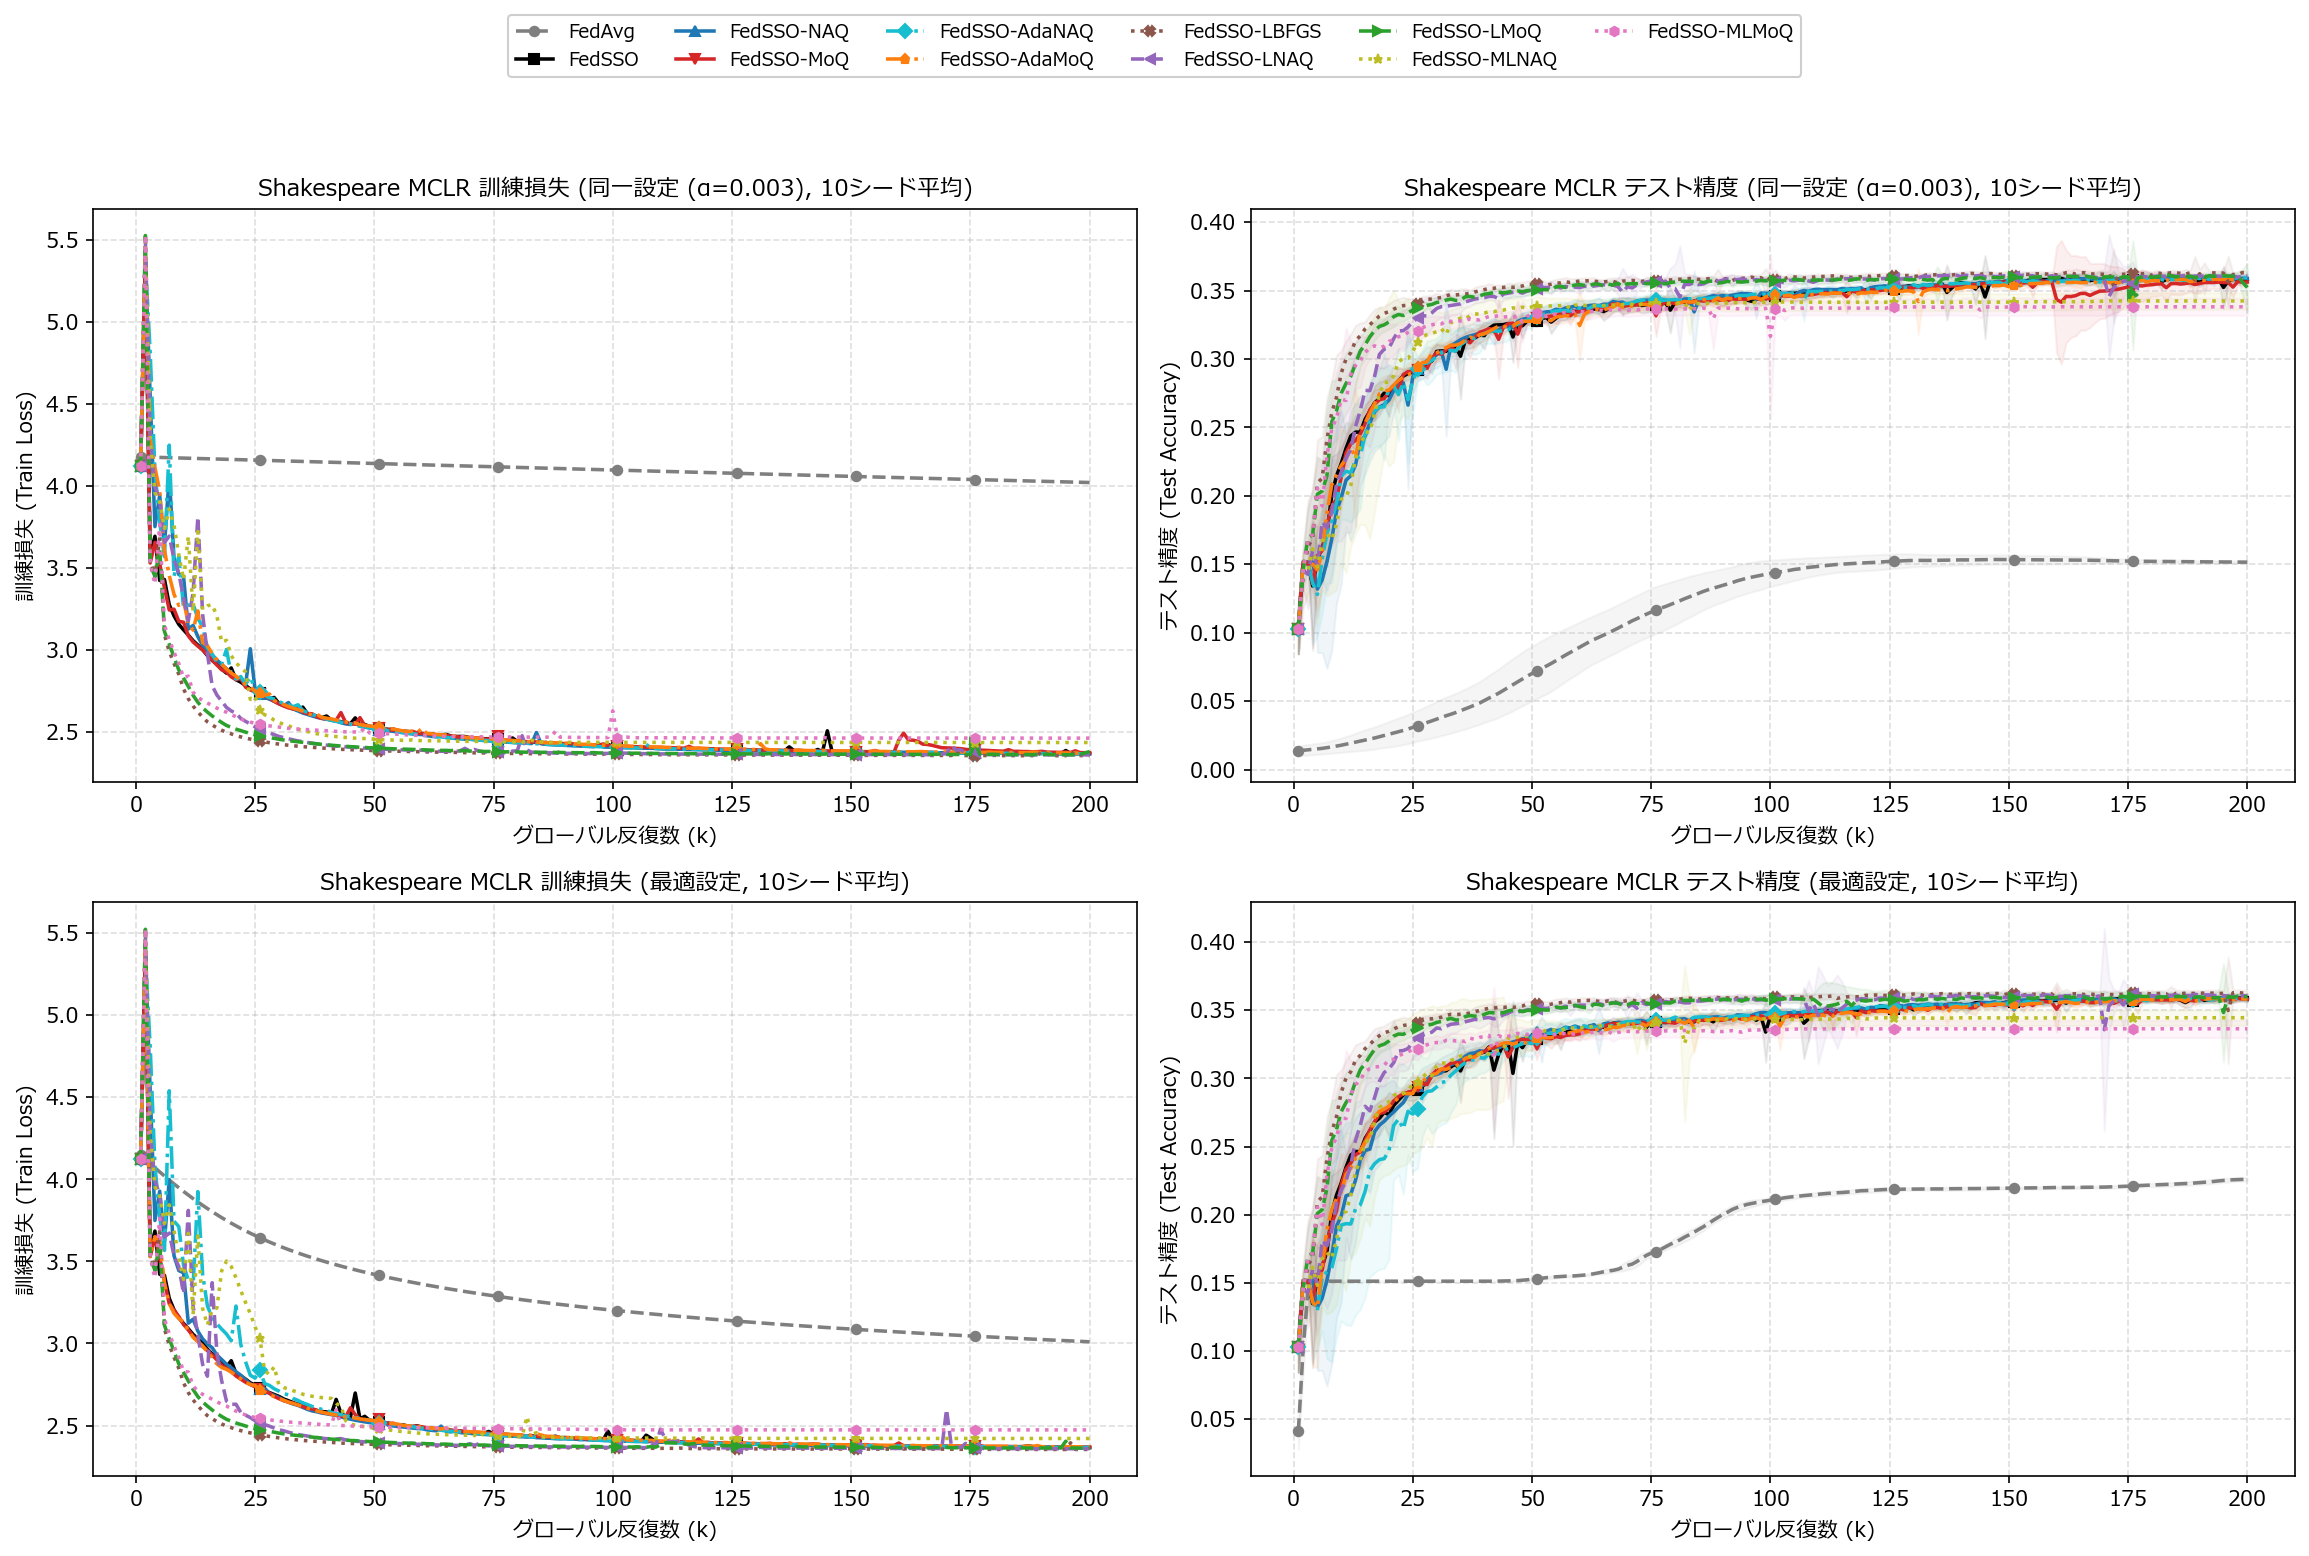 FedAvg FedSSO-NAQ FedSSO-AdaNAQ FedSSO-LBFGS FedSSO-LMoQ FedSSO-MLMoQ
FedSSO FedSSO-MoQ FedSSO-AdaMoQ FedSSO-LNAQ FedSSO-MLNAQ
Shakespeare MCLR 訓練損失 (同一設定 (α=0.003), 10シード平均)
訓練損失 (Train Loss)
5.5
5.0
4.5
4.0
3.5
3.0
2.5
0 25 50 75 100 125 150 175 200
グローバル反復数 (k)
Shakespeare MCLR テスト精度 (同一設定 (α=0.003), 10シード平均)
テスト精度 (Test Accuracy)
0.40
0.35
0.30
0.25
0.20
0.15
0.10
0.05
0.00
0 25 50 75 100 125 150 175 200
グローバル反復数 (k)
Shakespeare MCLR 訓練損失 (最適設定, 10シード平均)
訓練損失 (Train Loss)
5.5
5.0
4.5
4.0
3.5
3.0
2.5
0 25 50 75 100 125 150 175 200
グローバル反復数 (k)
Shakespeare MCLR テスト精度 (最適設定, 10シード平均)
テスト精度 (Test Accuracy)
0.40
0.35
0.30
0.25
0.20
0.15
0.10
0.05
0 25 50 75 100 125 150 175 200
グローバル反復数 (k)